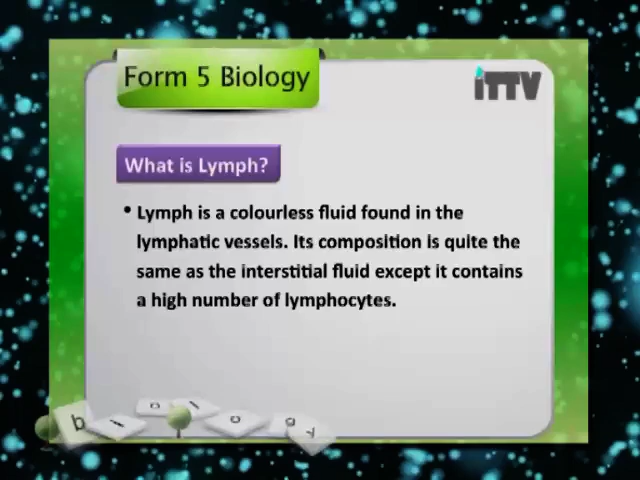 Form 5 Biology
iTTV
What is Lymph?
• Lymph is a colourless fluid found in the
lymphatic vessels. Its composition is quite the
same as the interstitial fluid except it contains
a high number of lymphocytes.
b i o l o g y